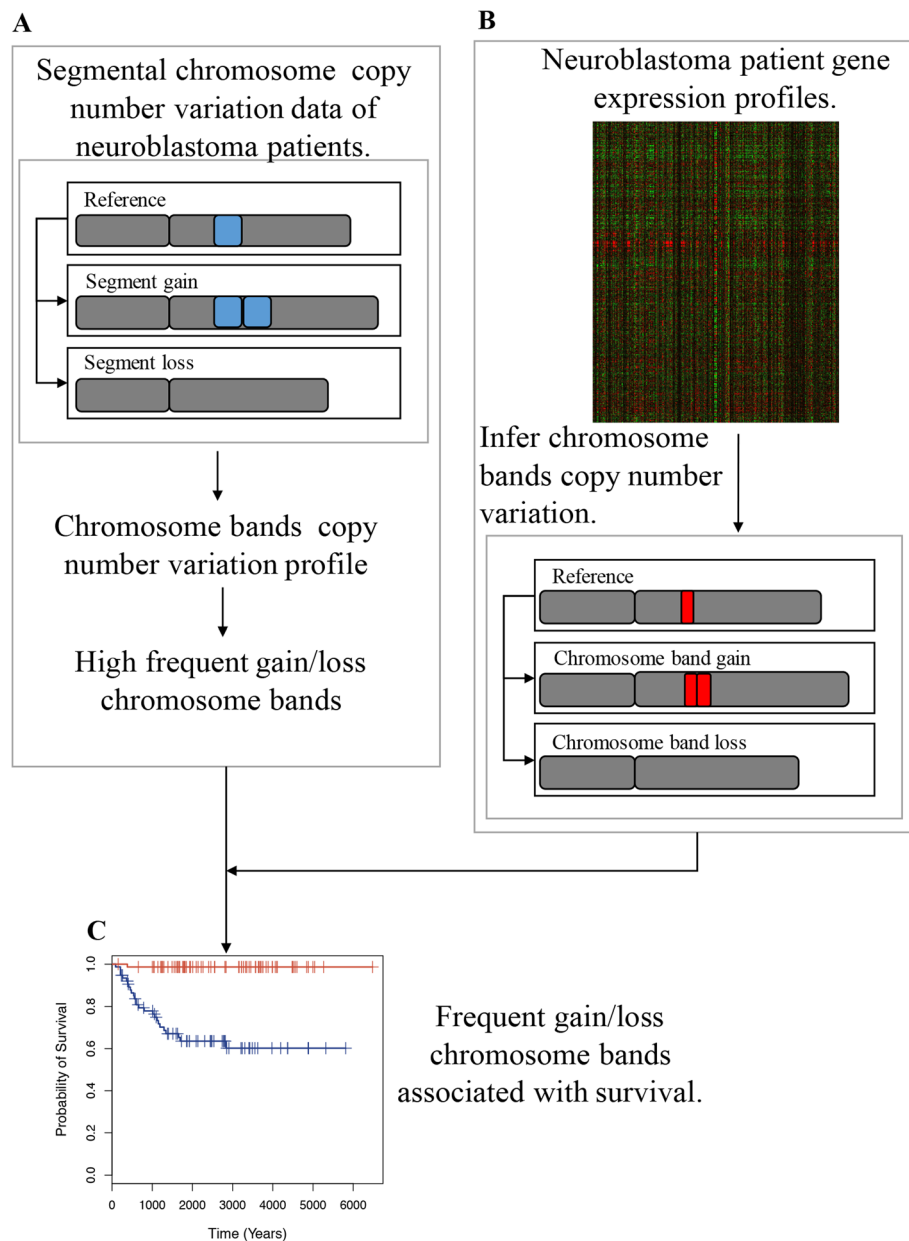 A
Segmental chromosome copy
number variation data of
neuroblastoma patients.
Reference
Segment gain
Segment loss
Chromosome bands copy
number variation profile
High frequent gain/loss
chromosome bands
B
Neuroblastoma patient gene
expression profiles.
Infer chromosome
bands copy number
variation.
Reference
Chromosome band gain
Chromosome band loss
C
Probability of Survival
1.0
0.8
0.6
0.4
0.2
0.0
0 1000 2000 3000 4000 5000 6000
Time (Years)
Frequent gain/loss
chromosome bands
associated with survival.